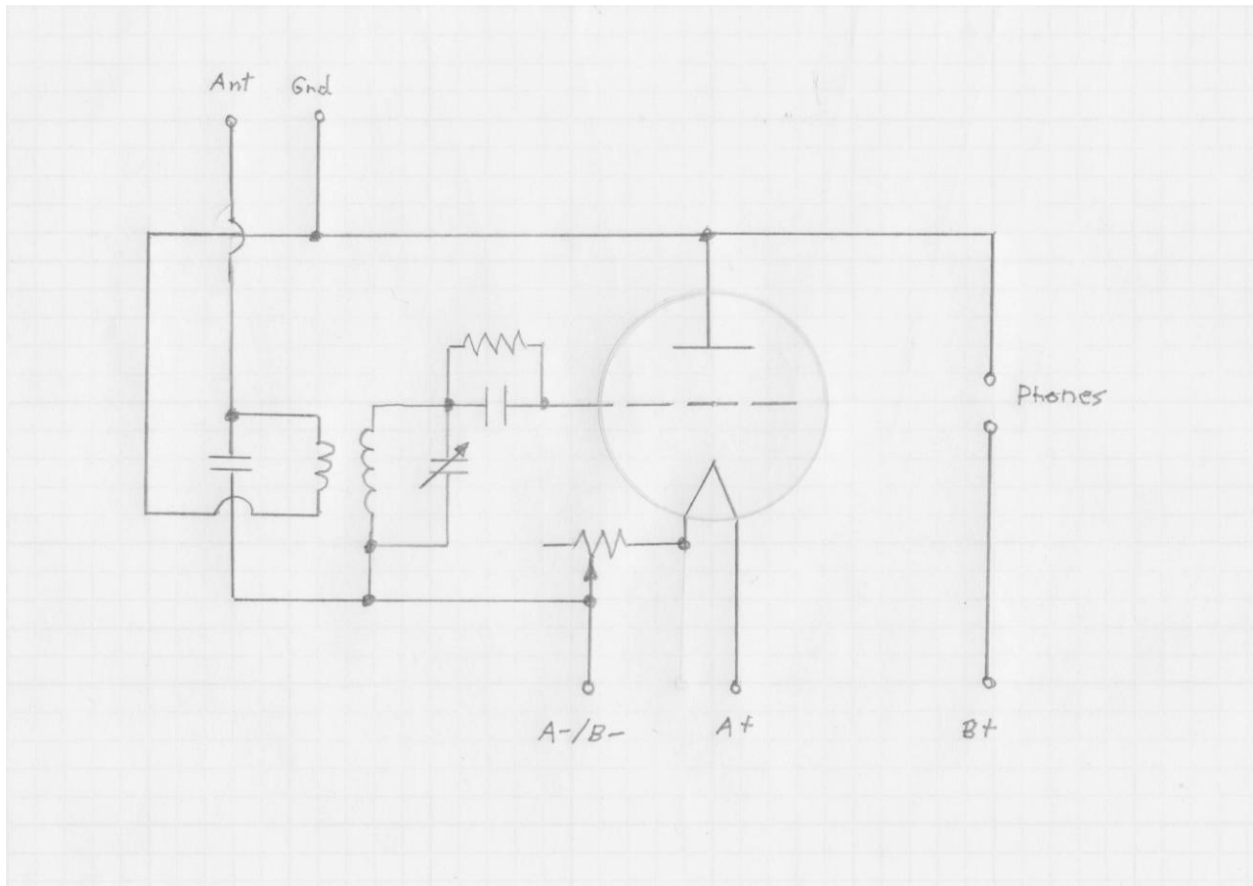 Ant
Gnd
Phones
A-/B-
A+
B+